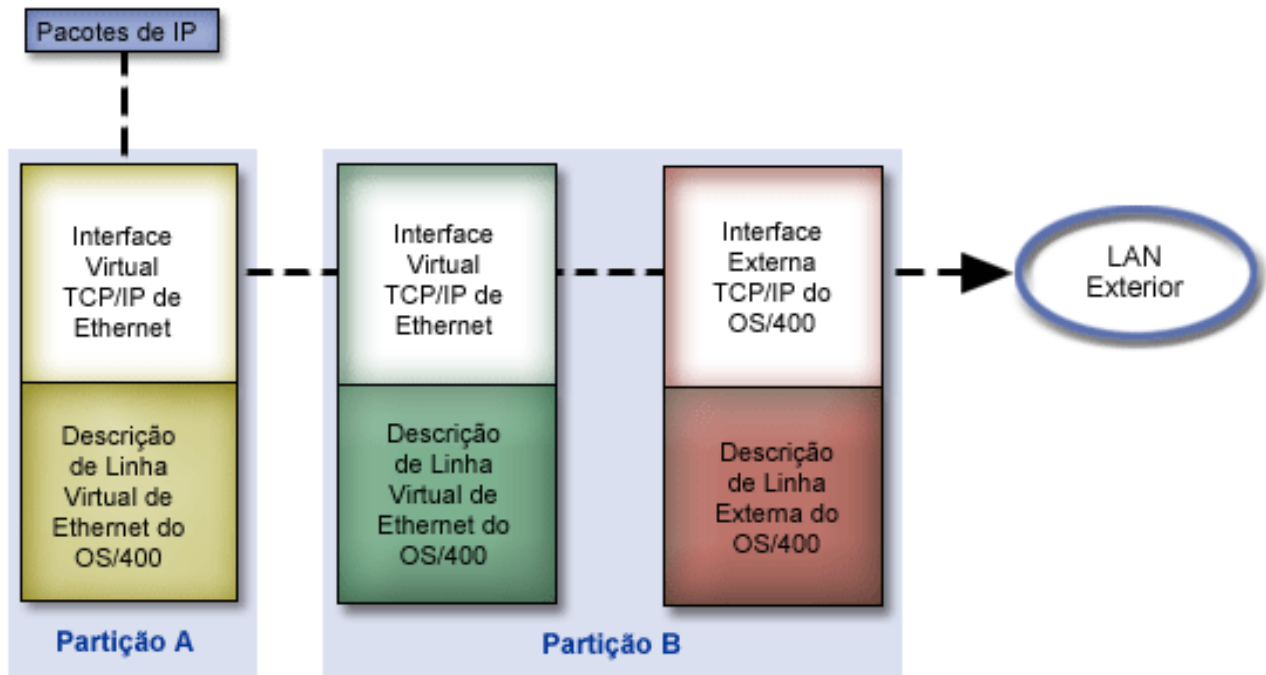 Pacotes de IP
Interface
Virtual
TCP/IP de
Ethernet
Descrição
de Linha
Virtual de
Ethernet do
OS/400
Partição A
Interface
Virtual
TCP/IP de
Ethernet
Descrição
de Linha
Virtual de
Ethernet do
OS/400
Interface
Externa
TCP/IP do
OS/400
Descrição
de Linha
Externa do
OS/400
Partição B
LAN
Exterior